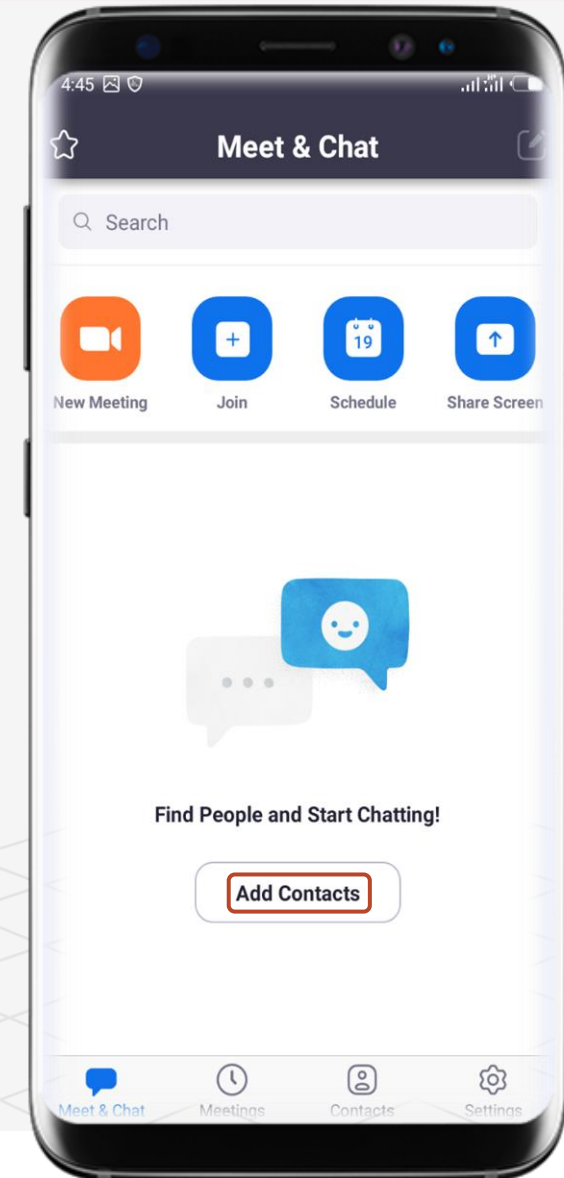 4:45
Meet & Chat
Search
19
New Meeting
Join
Schedule
Share Screen
Find People and Start Chatting!
Add Contacts
Meet & Chat
Meetings
Contacts
Settings